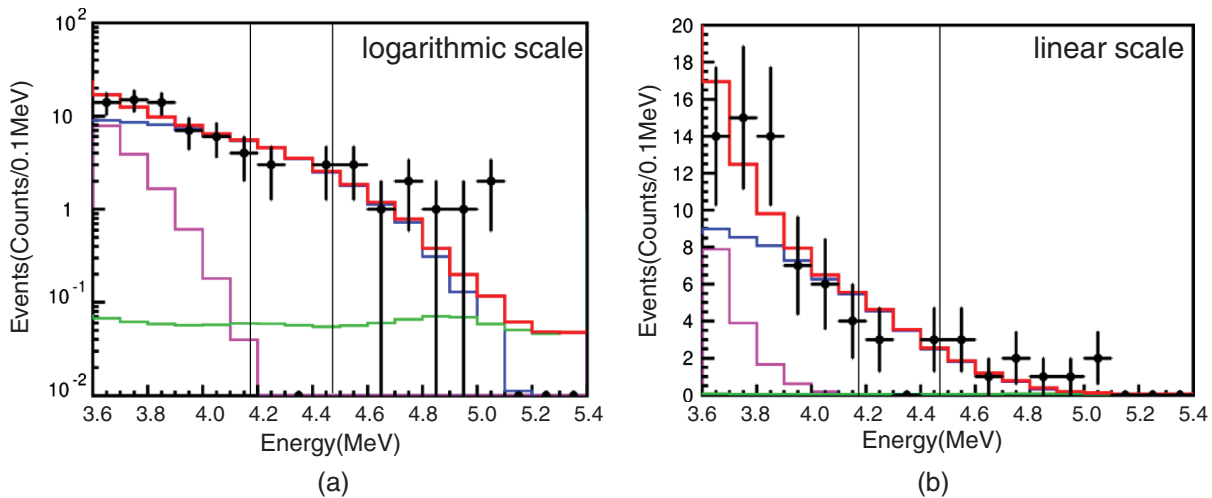 10²
10
1
10⁻¹
10⁻²
Events(Counts/0.1MeV)
logarithmic scale
3.6 3.8 4.0 4.2 4.4 4.6 4.8 5.0 5.2 5.4
Energy(MeV)
(a)
20
18
16
14
12
10
8
6
4
2
0
Events(Counts/0.1MeV)
linear scale
3.6 3.8 4.0 4.2 4.4 4.6 4.8 5.0 5.2 5.4
Energy(MeV)
(b)